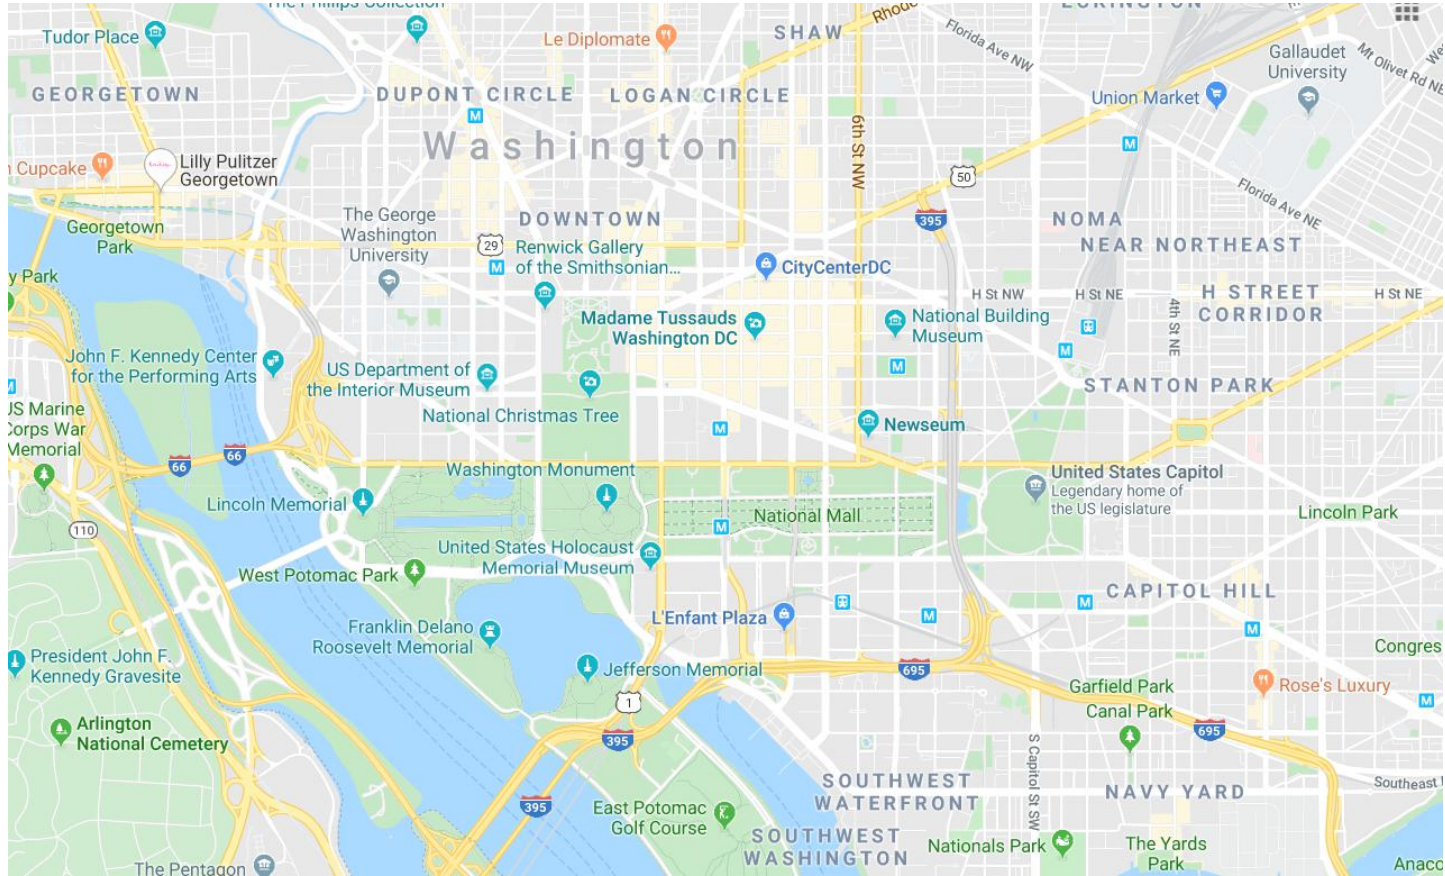 The Phillips Collection
Tudor Place
Le Diplomate
SHAW
Rhode
Florida Ave NW
Gallaudet
University
Mt Olivet Rd NE
GEORGETOWN
DUPONT CIRCLE
LOGAN CIRCLE
Union Market
Washington
6th St NW
Cupcake
Lilly Pulitzer
Georgetown
50
Florida Ave NE
Georgetown
Park
The George
Washington
University
29
DOWNTOWN
395
NOMA
NEAR NORTHEAST
Renwick Gallery
of the Smithsonian...
CityCenterDC
y Park
H St NW
H St NE
H STREET
CORRIDOR
H St NE
4th St NE
Madame Tussauds
Washington DC
National Building
Museum
John F. Kennedy Center
for the Performing Arts
US Department of
the Interior Museum
National Christmas Tree
STANTON PARK
US Marine
Corps War
Memorial
Newseum
66
66
Washington Monument
United States Capitol
Legendary home of
the US legislature
Lincoln Memorial
National Mall
Lincoln Park
110
United States Holocaust
Memorial Museum
West Potomac Park
CAPITOL HILL
L'Enfant Plaza
Franklin Delano
Roosevelt Memorial
President John F.
Kennedy Gravesite
Jefferson Memorial
695
Congres
Garfield Park
Canal Park
Rose's Luxury
1
Arlington
National Cemetery
395
695
S Capitol St SW
SOUTHWEST
WATERFRONT
NAVY YARD
Southeast
395
East Potomac
Golf Course
SOUTHWEST
WASHINGTON
Nationals Park
The Yards
Park
The Pentagon
Anaco